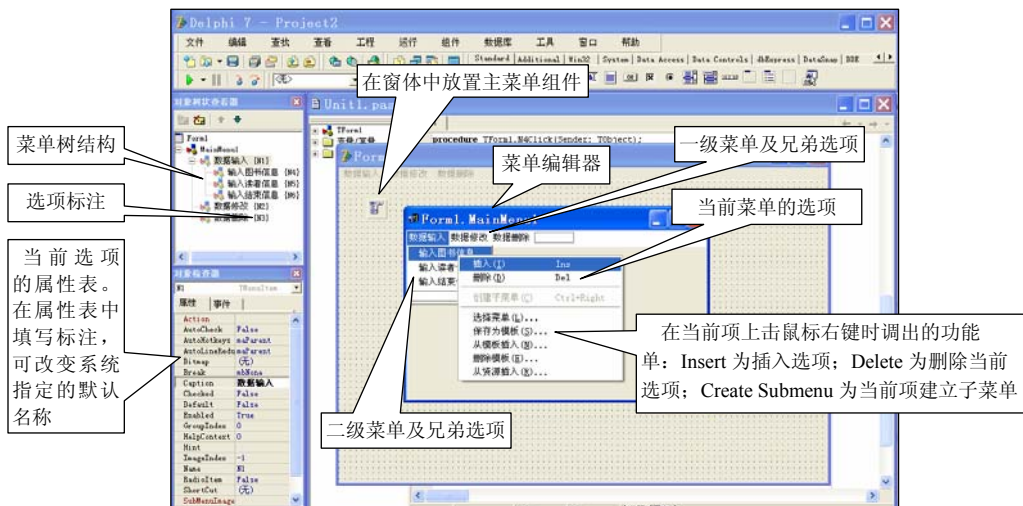 Delphi 7 - Project2
文件 编辑 查找 查看 工程 运行 组件 数据库 工具 窗口 帮助
Standard Additional Win32 System Data Access Data Controls dbExpress DataSnap BDE
在窗体中放置主菜单组件
对象树状查看器
Unit1.pas
Form1
MainMenu1
数据输入 {N1}
输入图书信息 {N4}
输入读者信息 {N5}
输入结束信息 {N6}
数据修改 {N2}
数据删除 {N3}
菜单树结构
选项标注
TForm1
变量/常量
procedure TForm1.N4Click(Sender: TObject);
菜单编辑器
一级菜单及兄弟选项
当前菜单的选项
Form1.MainMenu1
数据输入 数据修改 数据删除
输入图书信息
输入读者
输入结束
插入(I) Ins
删除(D) Del
创建子菜单(C) Ctrl+Right
选择菜单(L)...
保存为模板(S)...
从模板插入(N)...
删除模板(E)...
从资源插入(R)...
当前选项
的属性表。
在属性表中
填写标注，
可改变系统
指定的默认
名称
对象检查器
N1 TMenuItem
属性 事件
Action
AutoCheck False
AutoHotkeys maParent
AutoLineRedu maParent
Bitmap (无)
Break mbNone
Caption 数据输入
Checked False
Default False
Enabled True
GroupIndex 0
HelpContext 0
Hint
ImageIndex -1
Name N1
RadioItem False
ShortCut (无)
SubMenuImage
二级菜单及兄弟选项
在当前项上击鼠标右键时调出的功能
单：Insert 为插入选项；Delete 为删除当前
选项；Create Submenu 为当前项建立子菜单